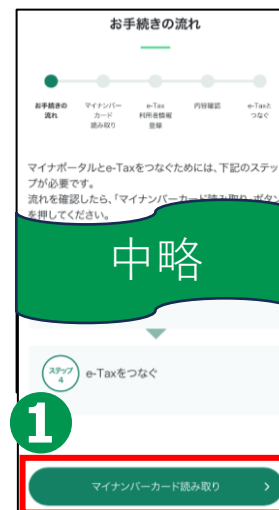 お手続きの流れ
お手続きの
流れ
マイナンバー
カード
読み取り
e-Tax
利用者情報
登録
内容確認
e-Taxと
つなぐ
マイナポータルとe-Taxをつなぐためには、下記のステッ
プが必要です。
流れを確認したら、「マイナンバーカード読み取り」ボタン
を押してください。
中略
ステップ
4
e-Taxをつなぐ
1
マイナンバーカード読み取り